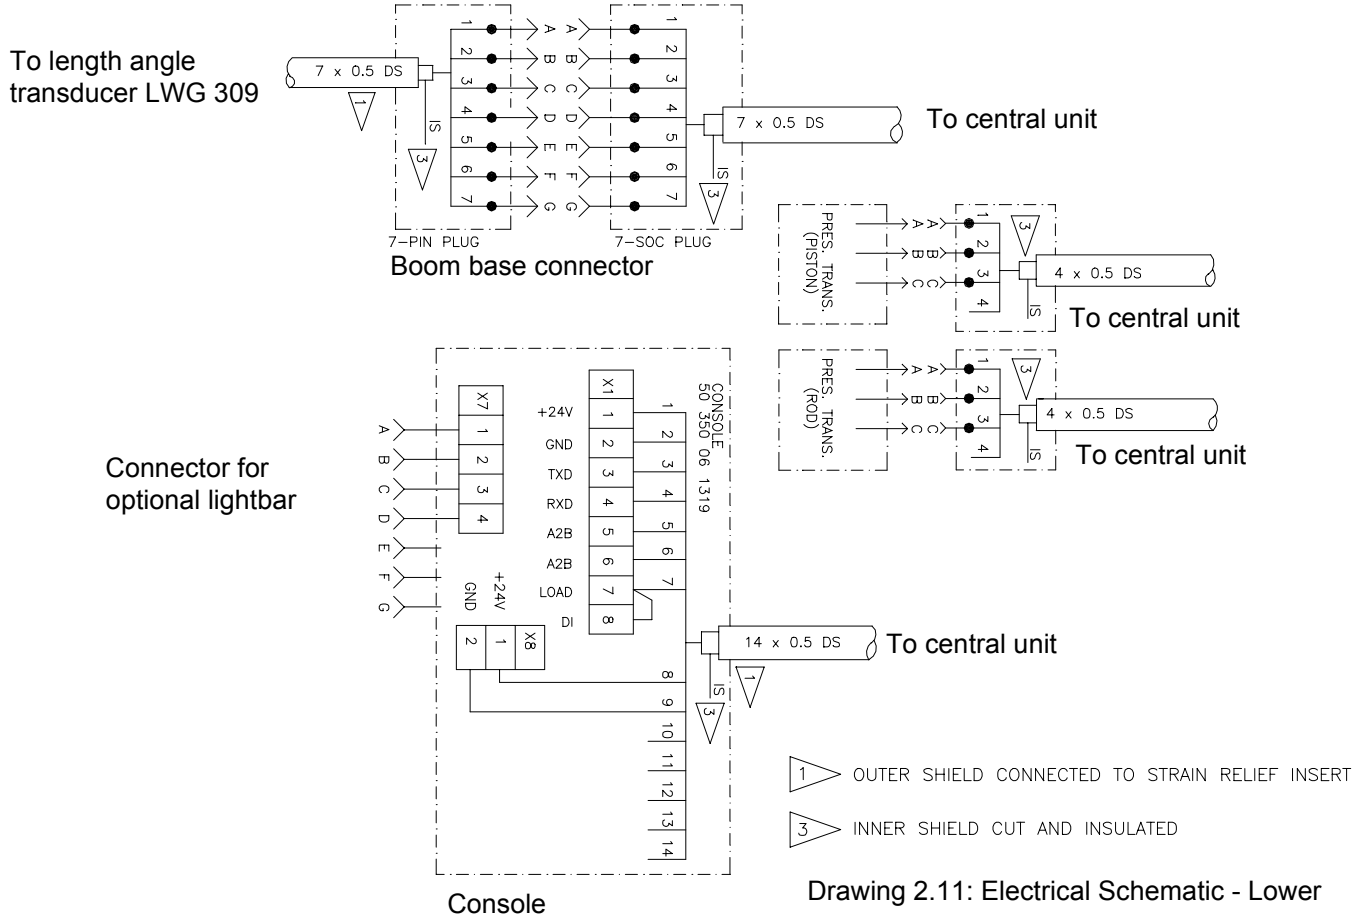 To length angle
transducer LWG 309
7 x 0.5 DS
1
IS
3
1
2
3
4
5
6
7
A A
B B
C C
D D
E E
F F
G G
1
2
3
4
5
6
7
7 x 0.5 DS
IS
3
To central unit
7-PIN PLUG
7-SOC PLUG
Boom base connector
PRES. TRANS.
(PISTON)
A A
B B
C C
1
2
3
4
3
IS
4 x 0.5 DS
To central unit
PRES. TRANS.
(ROD)
A A
B B
C C
1
2
3
4
3
IS
4 x 0.5 DS
To central unit
Connector for
optional lightbar
A
B
C
D
E
F
G
X7
1
2
3
4
+24V
GND
TXD
RXD
A2B
A2B
LOAD
DI
X1
1
2
3
4
5
6
7
8
1
2
3
4
5
6
7
CONSOLE
50 350 06 1319
GND
+24V
2 1 X8
8
9
10
11
12
13
14
14 x 0.5 DS
IS
3
1
To central unit
Console
1 OUTER SHIELD CONNECTED TO STRAIN RELIEF INSERT
3 INNER SHIELD CUT AND INSULATED
Drawing 2.11: Electrical Schematic - Lower